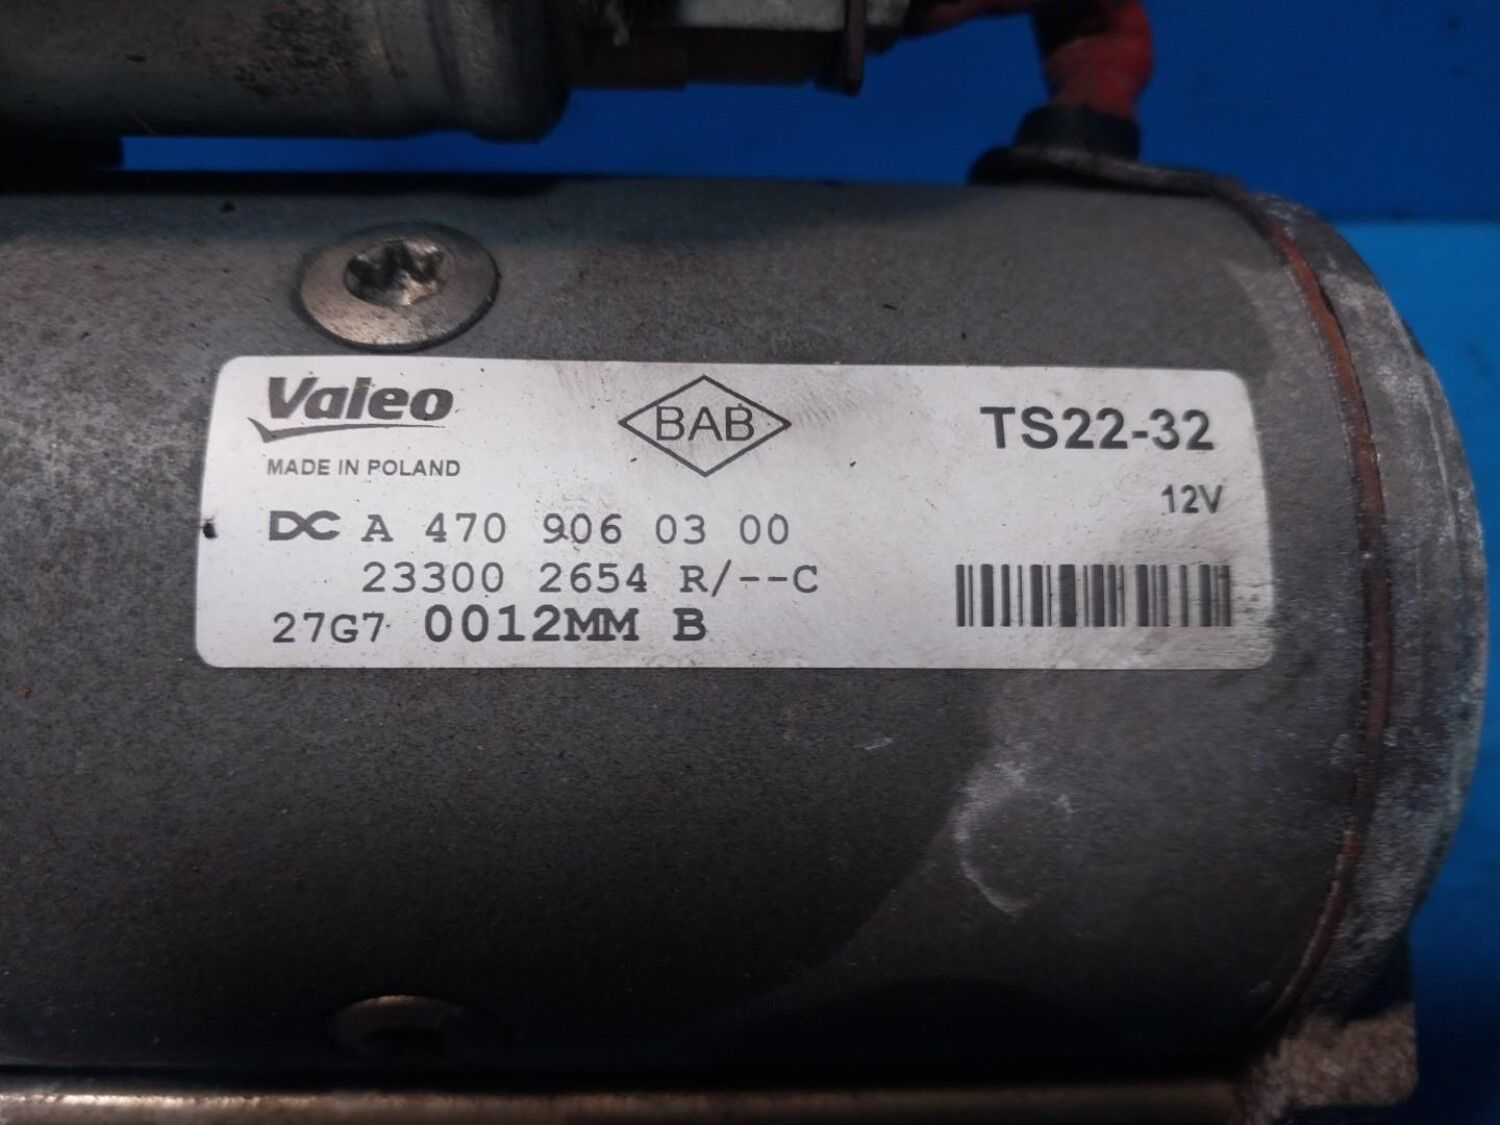 Valeo
MADE IN POLAND
BAB
TS22-32
12V
DC A 470 906 03 00
23300 2654 R/--C
27G7 0012MM B